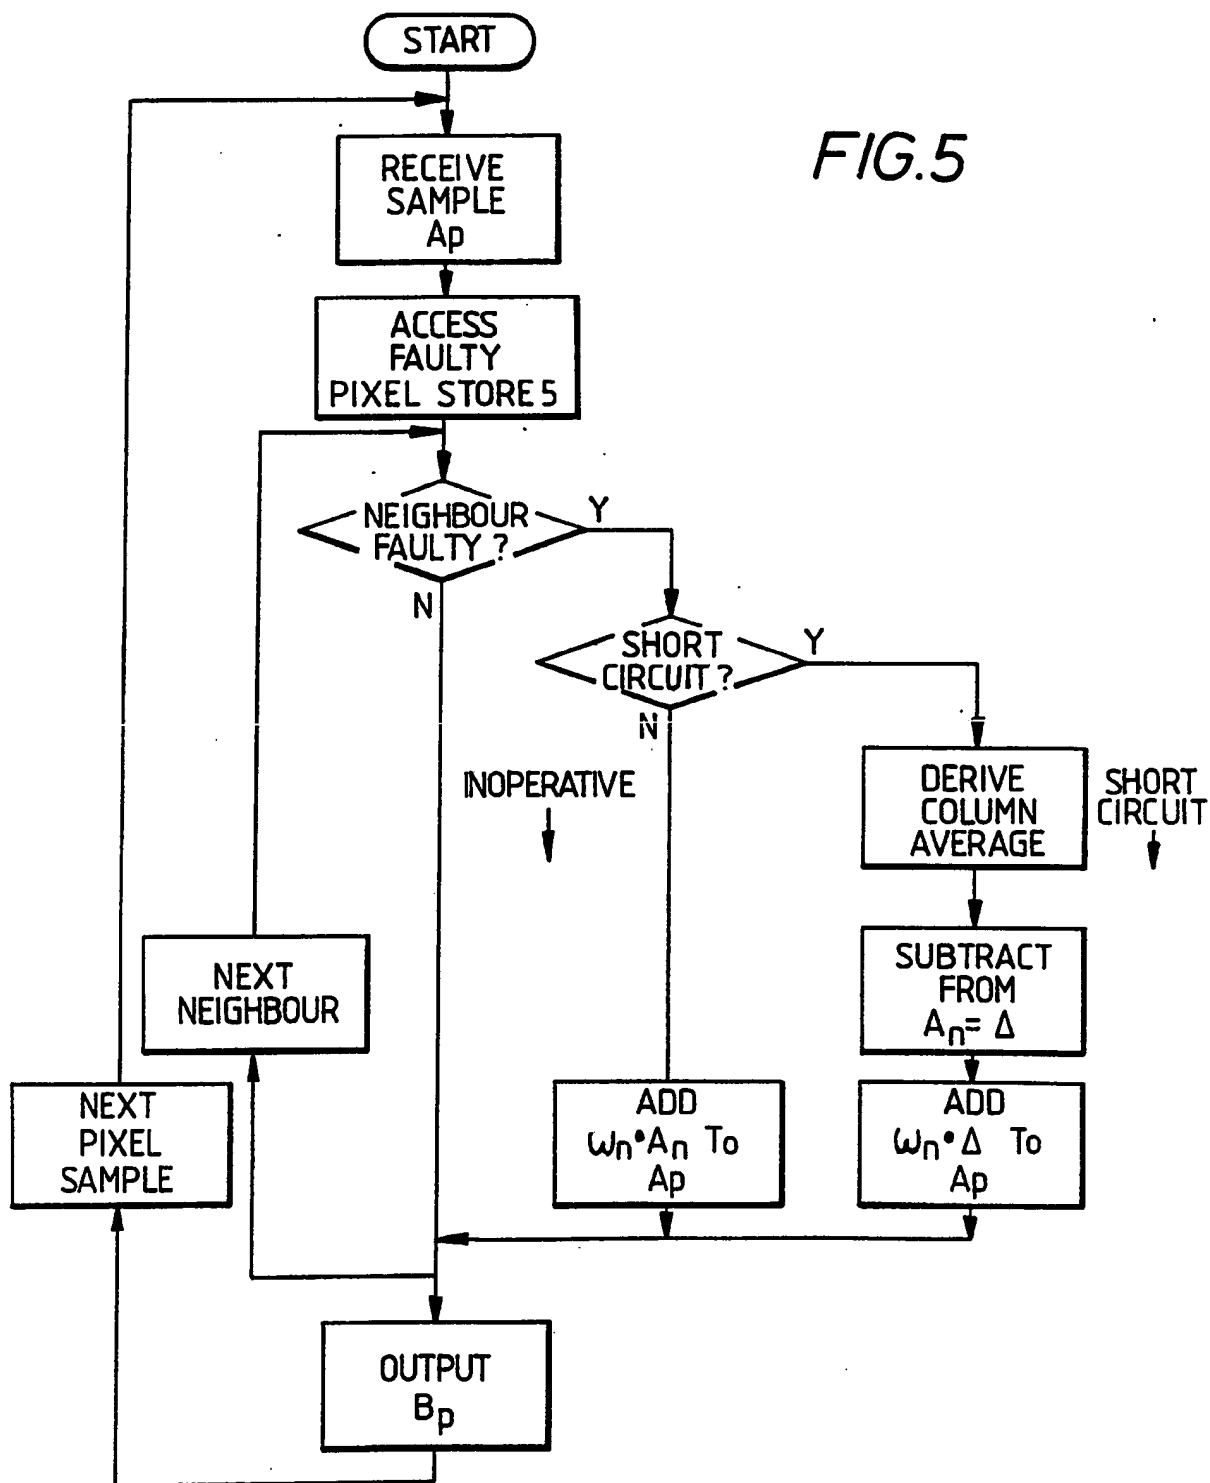 START
FIG.5
RECEIVE
SAMPLE
Ap
ACCESS
FAULTY
PIXEL STORE 5
NEIGHBOUR
FAULTY ?
Y
N
SHORT
CIRCUIT ?
Y
N
INOPERATIVE
DERIVE
COLUMN
AVERAGE
SHORT
CIRCUIT
NEXT
NEIGHBOUR
SUBTRACT
FROM
An = Δ
NEXT
PIXEL
SAMPLE
ADD
ωn•An To
Ap
ADD
ωn•Δ To
Ap
OUTPUT
Bp